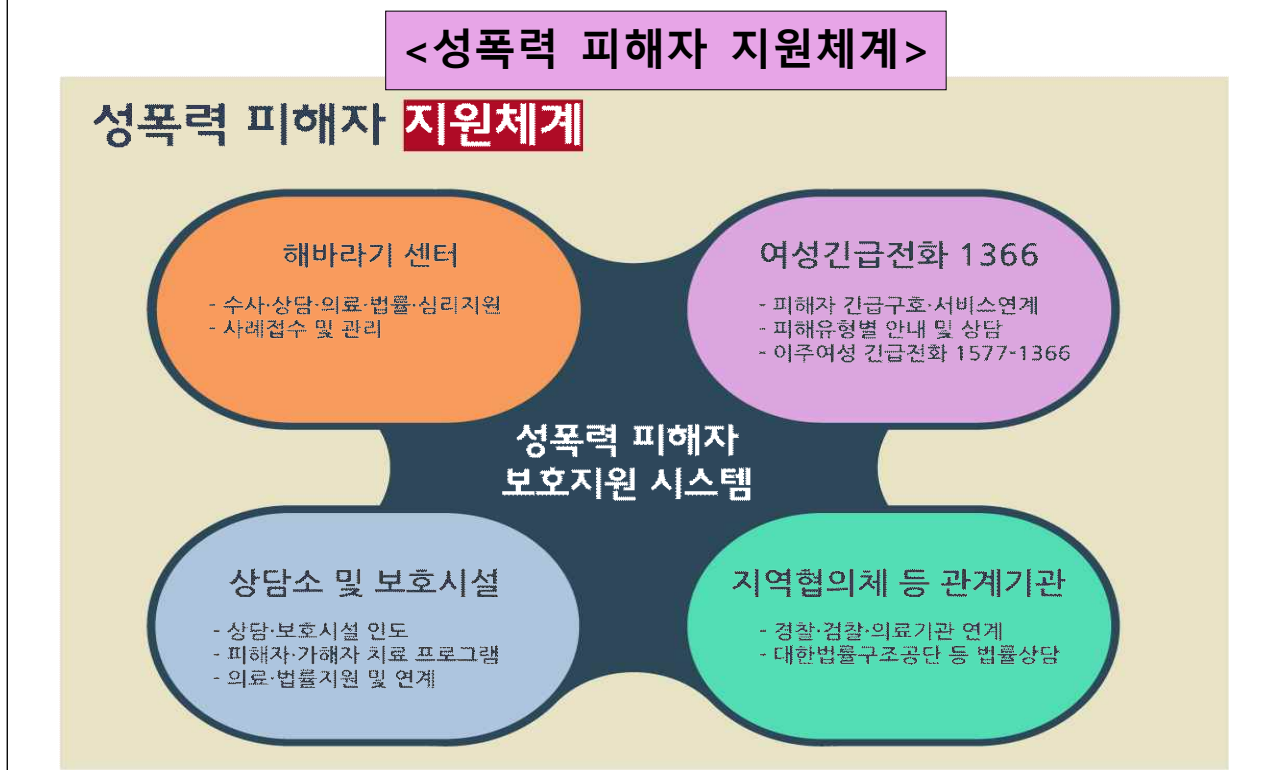 <성폭력 피해자 지원체계>
성폭력 피해자 지원체계
해바라기 센터
- 수사·상담·의료·법률·심리지원
- 사례접수 및 관리
여성긴급전화 1366
- 피해자 긴급구호·서비스연계
- 피해유형별 안내 및 상담
- 이주여성 긴급전화 1577-1366
성폭력 피해자
보호지원 시스템
상담소 및 보호시설
- 상담·보호시설 인도
- 피해자·가해자 치료 프로그램
- 의료·법률지원 및 연계
지역협의체 등 관계기관
- 경찰·검찰·의료기관 연계
- 대한법률구조공단 등 법률상담